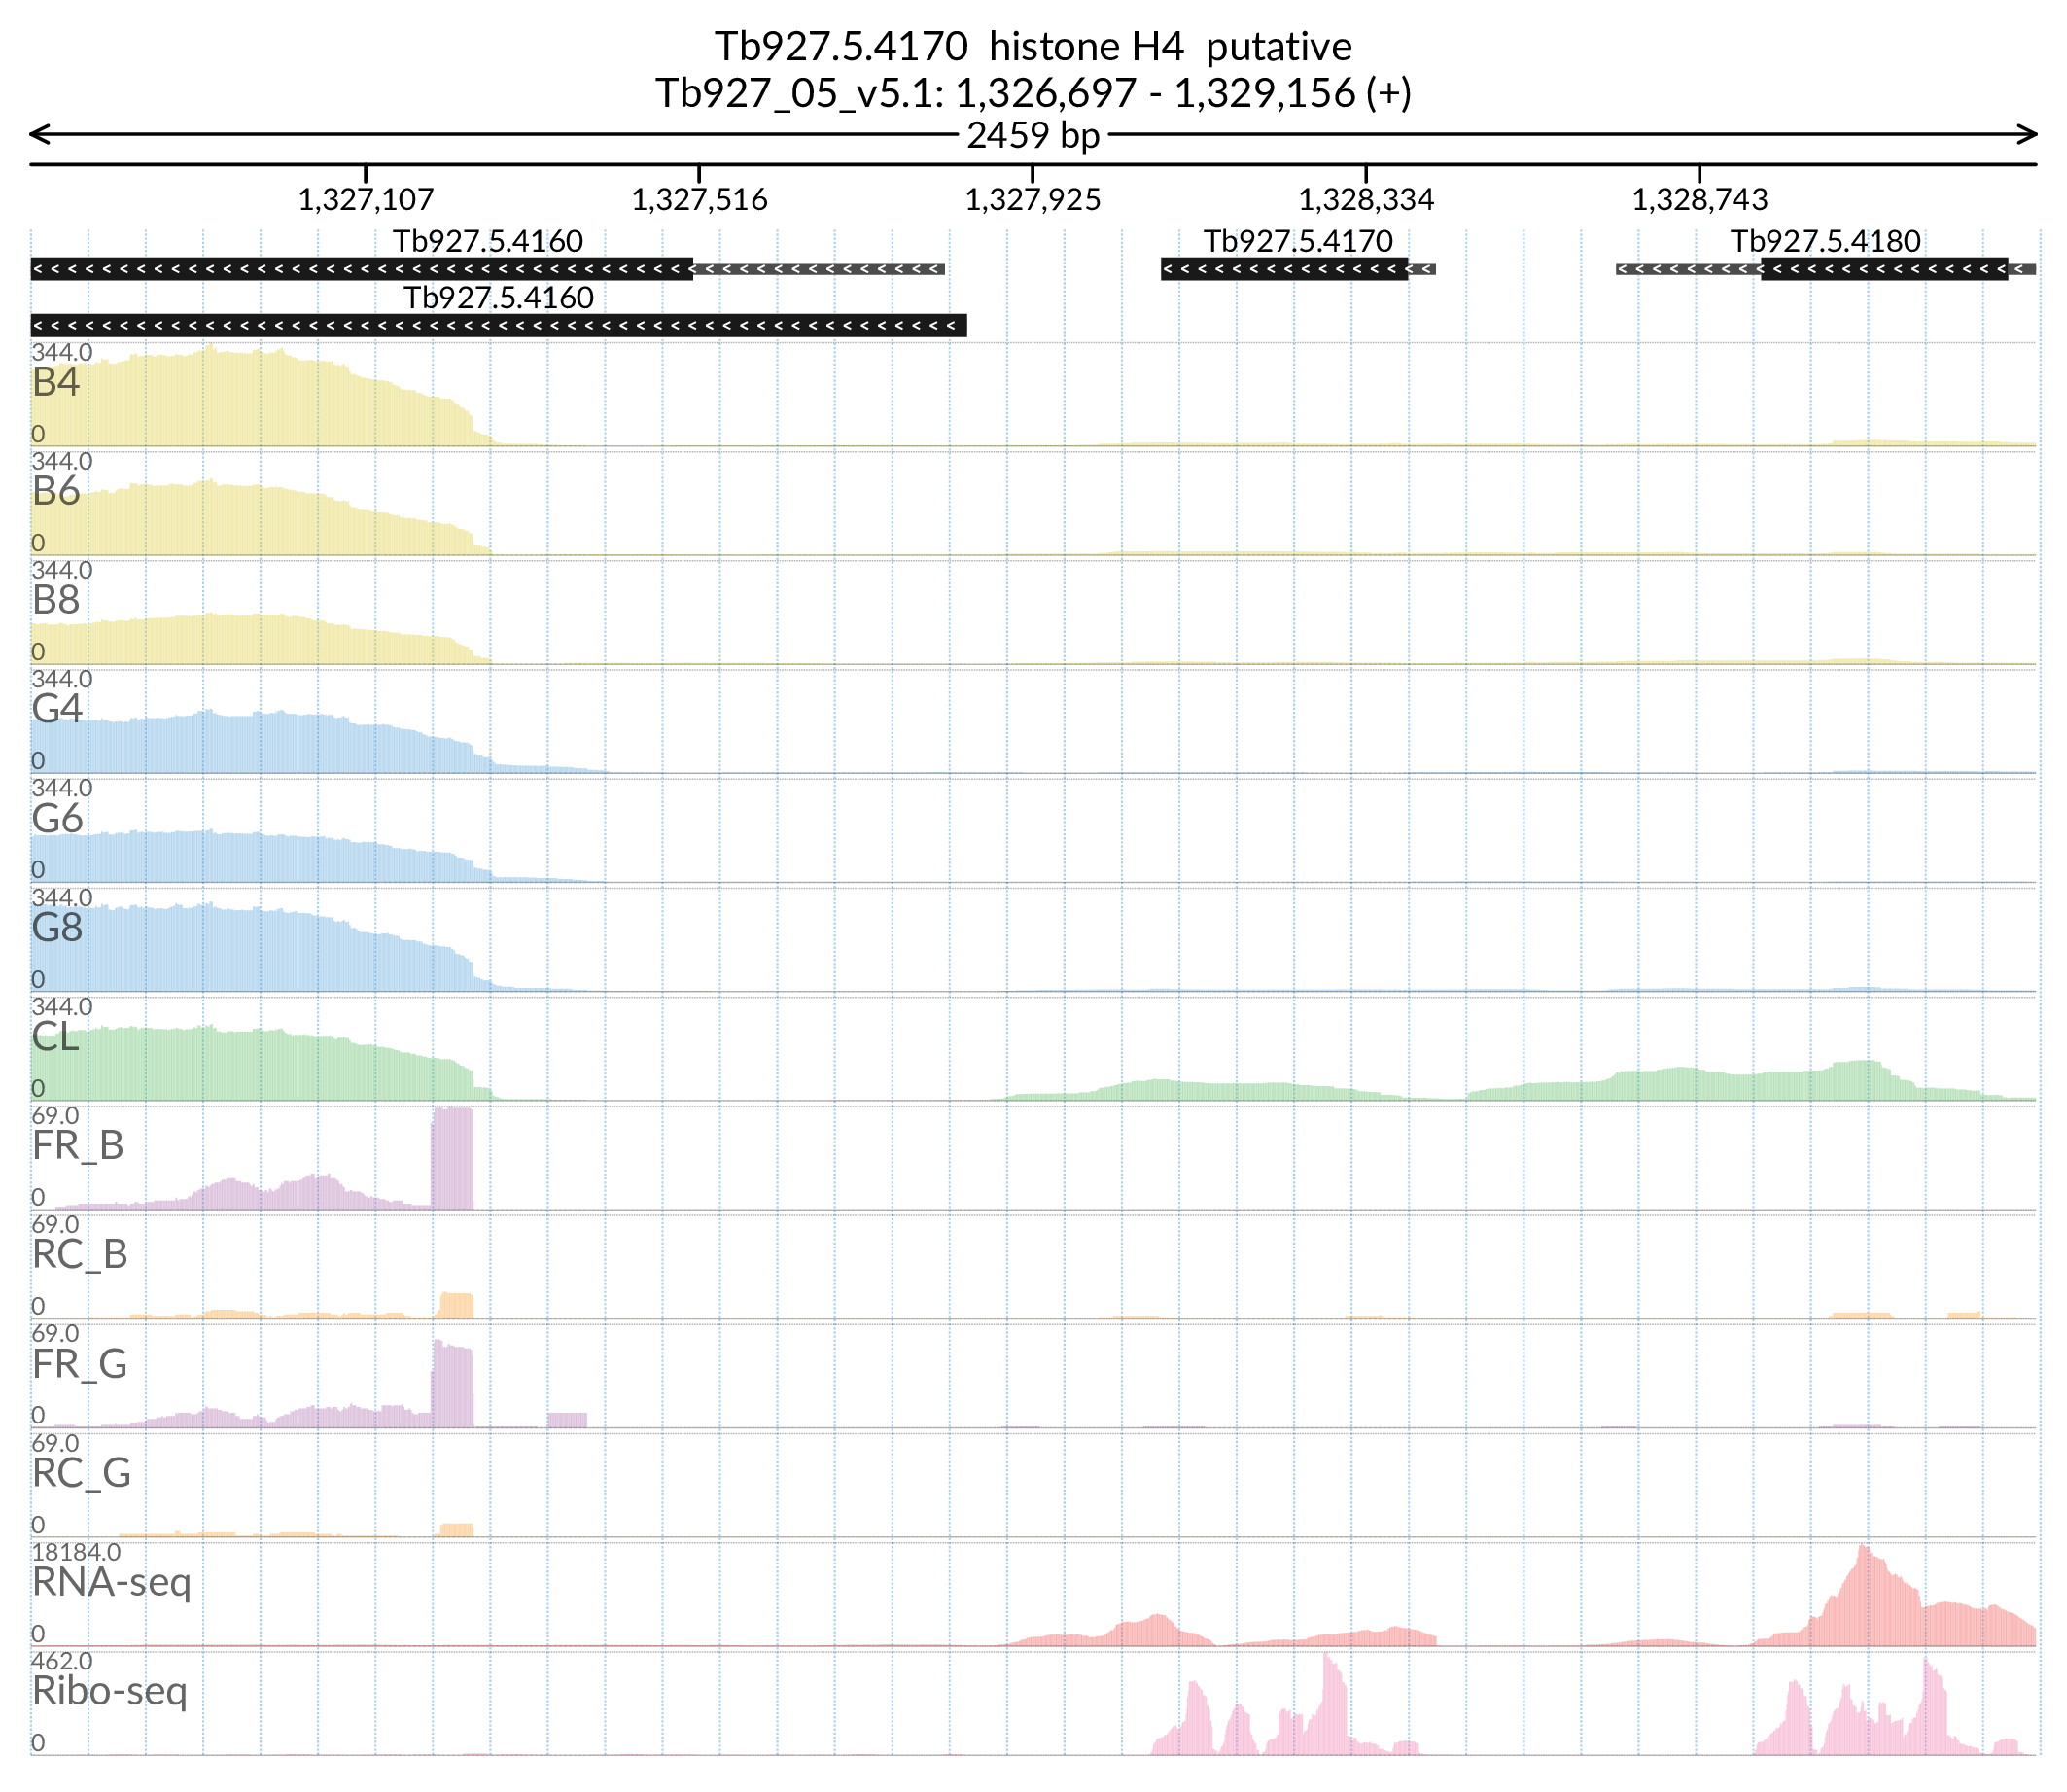 Tb927.5.4170  histone H4  putative
Tb927_05_v5.1: 1,326,697 - 1,329,156 (+)
2459 bp
1,327,107 1,327,516 1,327,925 1,328,334 1,328,743
Tb927.5.4160 Tb927.5.4170 Tb927.5.4180
Tb927.5.4160
344.0
B4
0
344.0
B6
0
344.0
B8
0
344.0
G4
0
344.0
G6
0
344.0
G8
0
344.0
CL
0
69.0
FR_B
0
69.0
RC_B
0
69.0
FR_G
0
69.0
RC_G
0
18184.0
RNA-seq
0
462.0
Ribo-seq
0